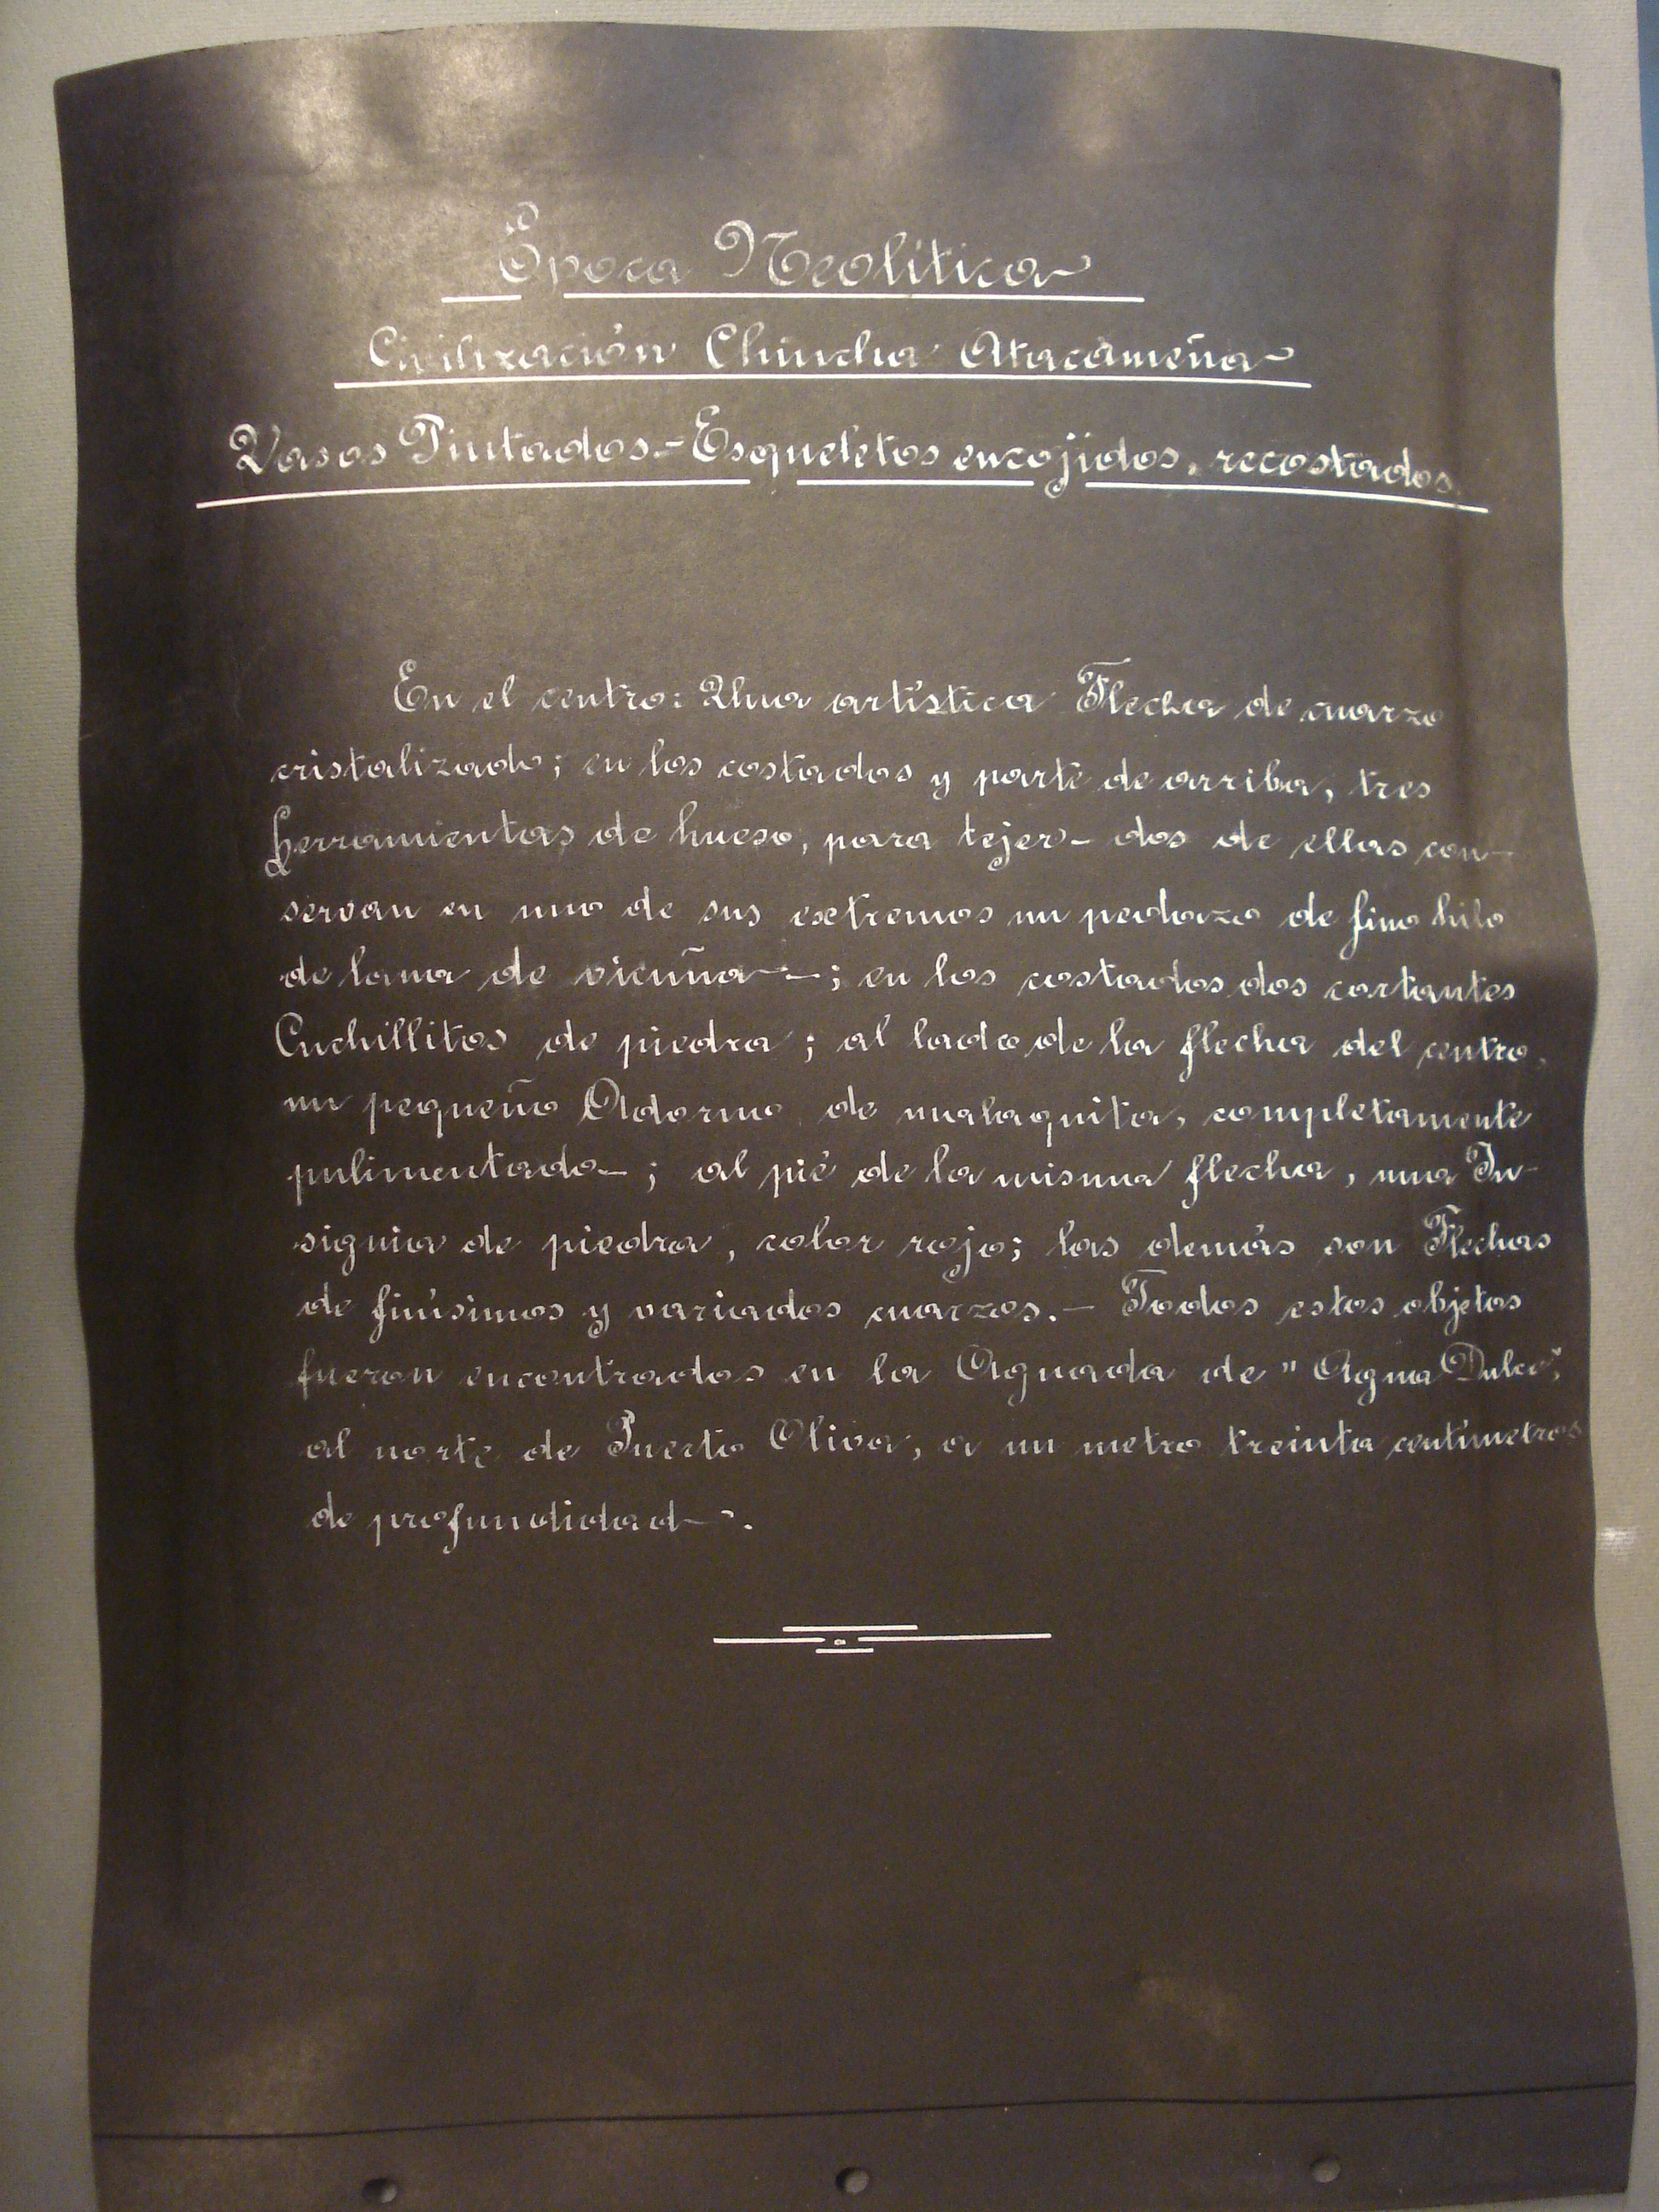 Época Neolítica
Civilización Chincha Atacameña
Vasos Pintados.-Esqueletos encojidos, recostados.
En el centro: Una artística Flecha de cuarzo
cristalizado; en los costados y parte de arriba, tres
herramientas de hueso, para tejer- dos de ellas con-
servan en uno de sus extremos un pedazo de fino hilo
de lana de vicuña-; en los costados dos cortantes
Cuchillitos de piedra; al lado de la flecha del centro,
un pequeño Adorno de malaquita, completamente
pulimentado-; al pié de la misma flecha, una In-
signia de piedra, color rojo; las demás son Flechas
de finísimos y variados cuarzos.- Todos estos objetos
fueron encontrados en la Aguada de "Agua Dulce",
al norte de Puerto Oliva, a un metro treinta centímetros
de profundidad.